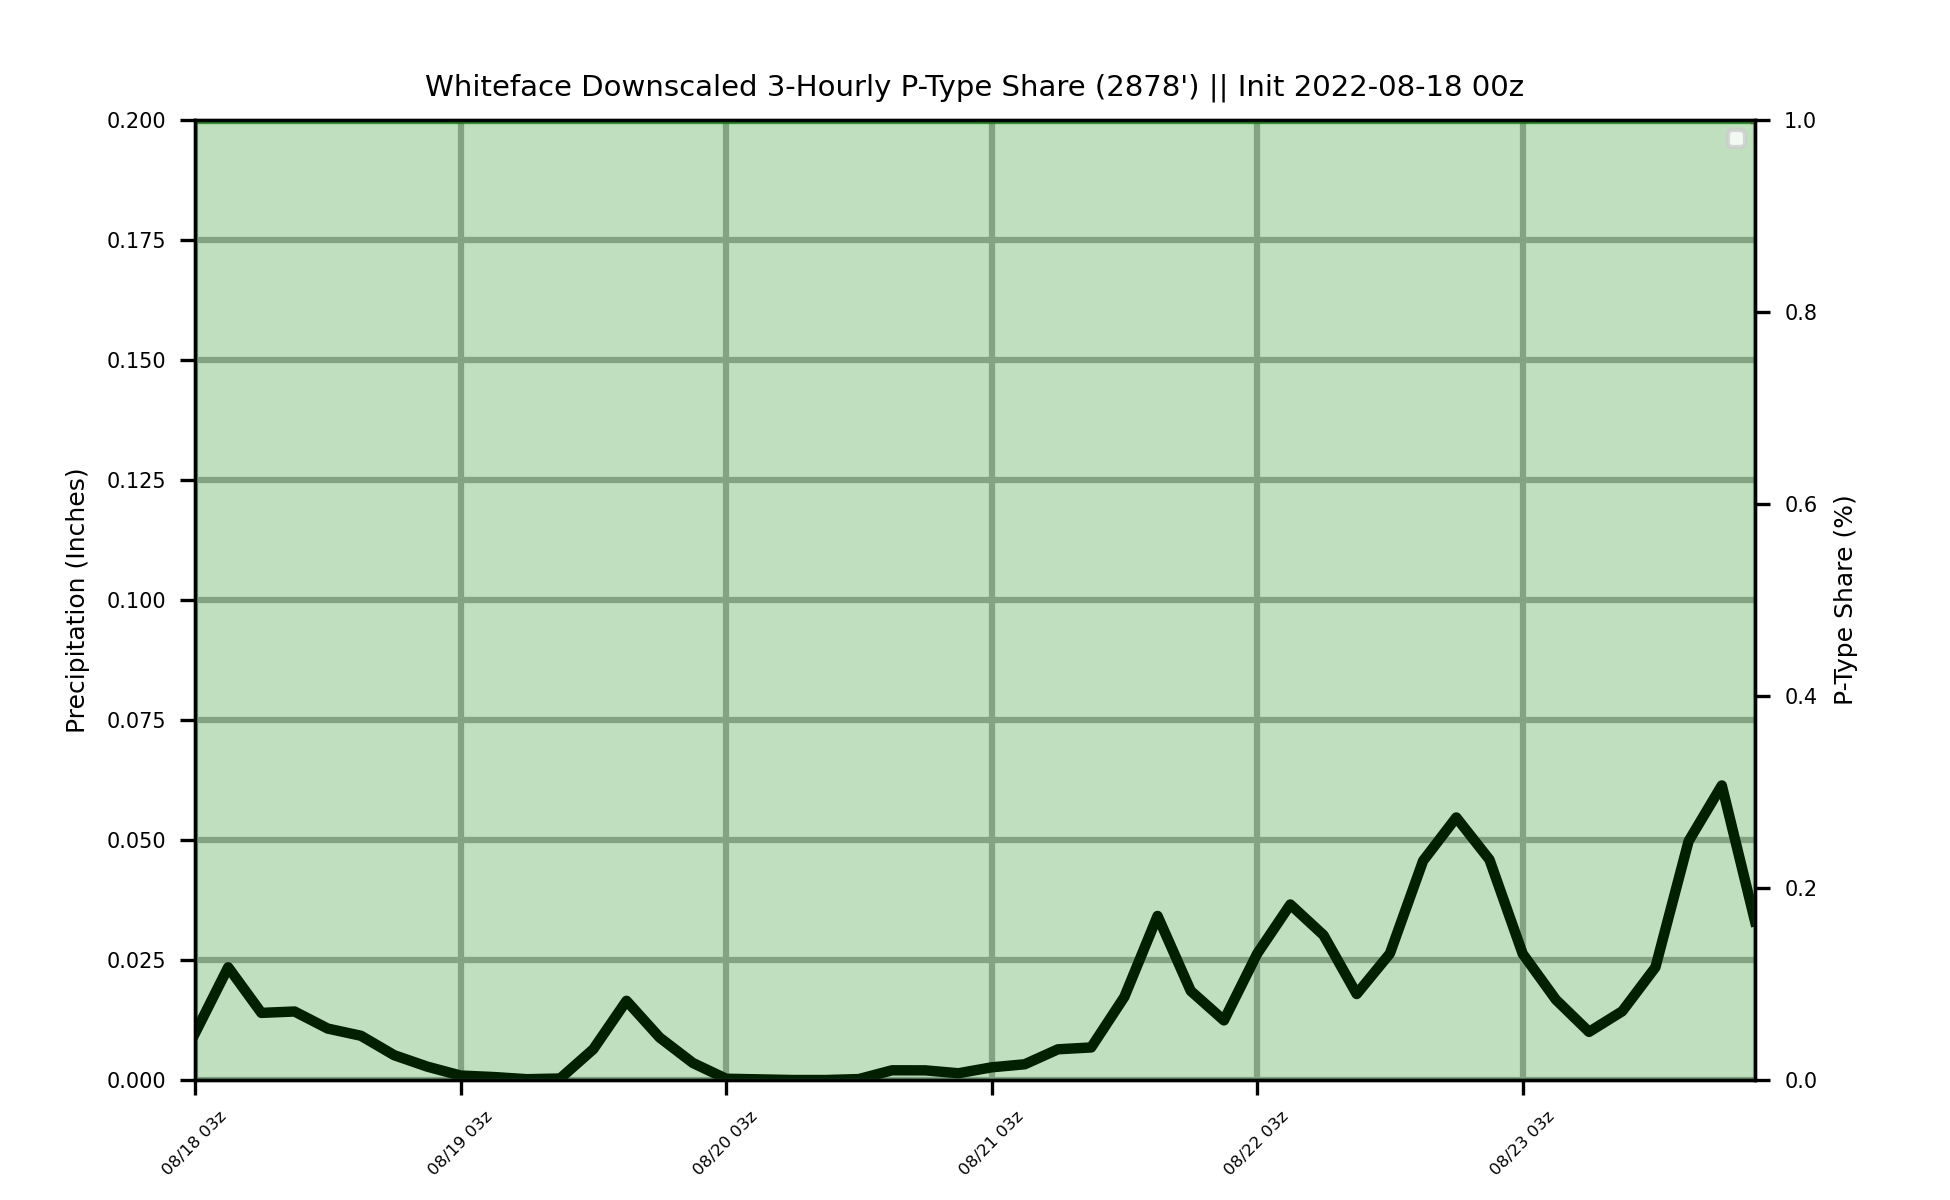 Whiteface Downscaled 3-Hourly P-Type Share (2878') || Init 2022-08-18 00z
Precipitation (Inches)
0.200
0.175
0.150
0.125
0.100
0.075
0.050
0.025
0.000
1.0
0.8
0.6
0.4
0.2
0.0
P-Type Share (%)
08/18 03z
08/19 03z
08/20 03z
08/21 03z
08/22 03z
08/23 03z